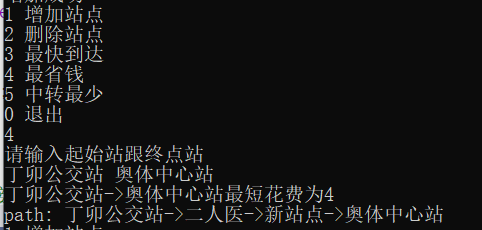 1 增加站点
2 删除站点
3 最快到达
4 最省钱
5 中转最少
0 退出
4
请输入起始站跟终点站
丁卯公交站 奥体中心站
丁卯公交站->奥体中心站最短花费为4
path: 丁卯公交站->二人医->新站点->奥体中心站